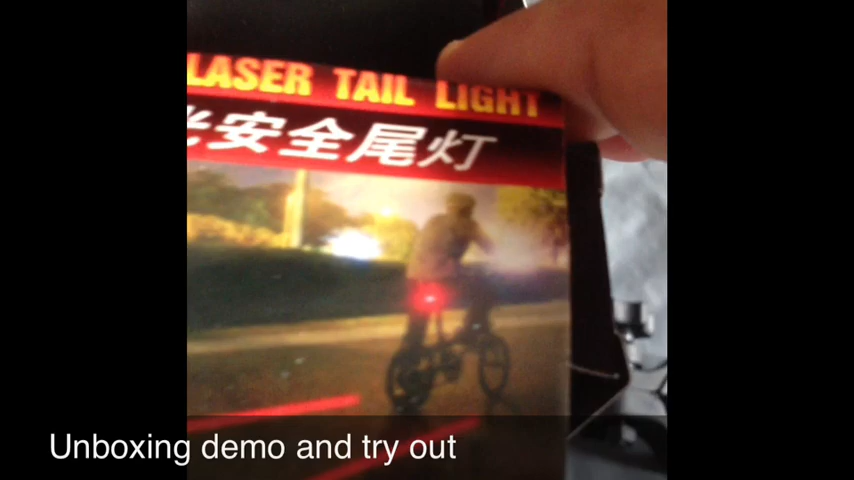 LASER TAIL LIGHT
光安全尾灯
Unboxing demo and try out